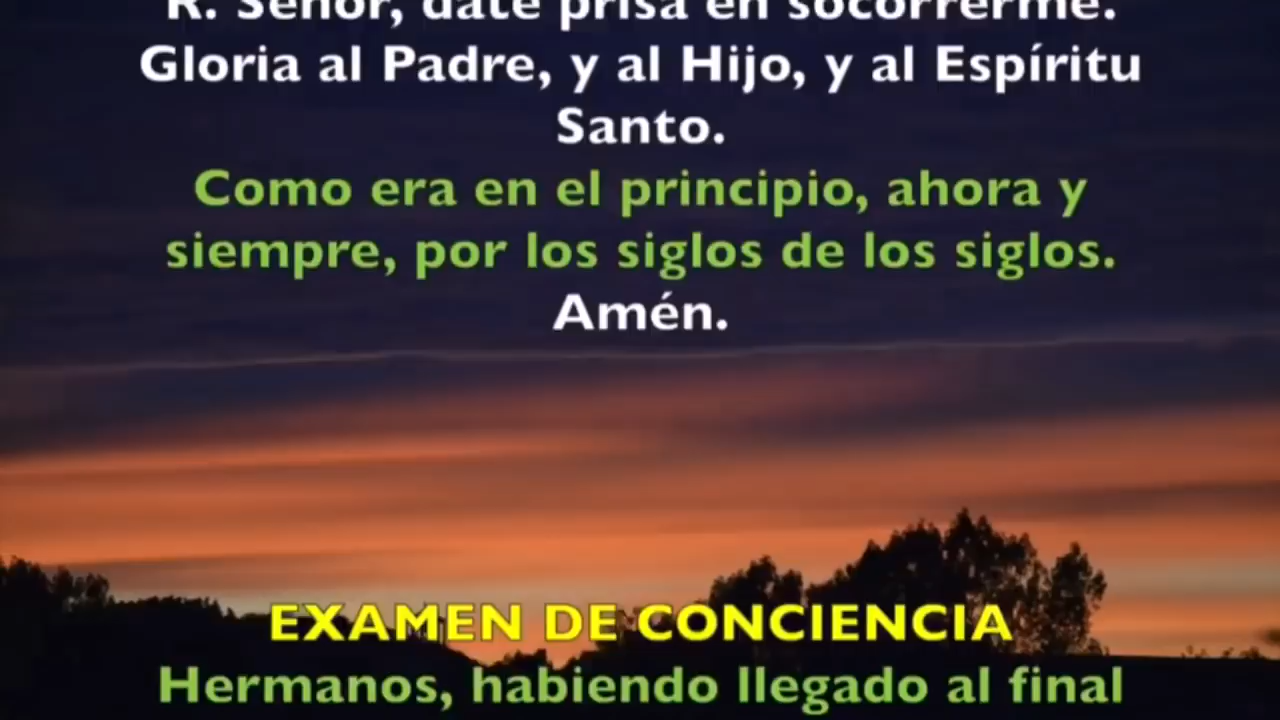 R. Señor, date prisa en socorrerme.
Gloria al Padre, y al Hijo, y al Espíritu
Santo.
Como era en el principio, ahora y
siempre, por los siglos de los siglos.
Amén.
EXAMEN DE CONCIENCIA
Hermanos, habiendo llegado al final